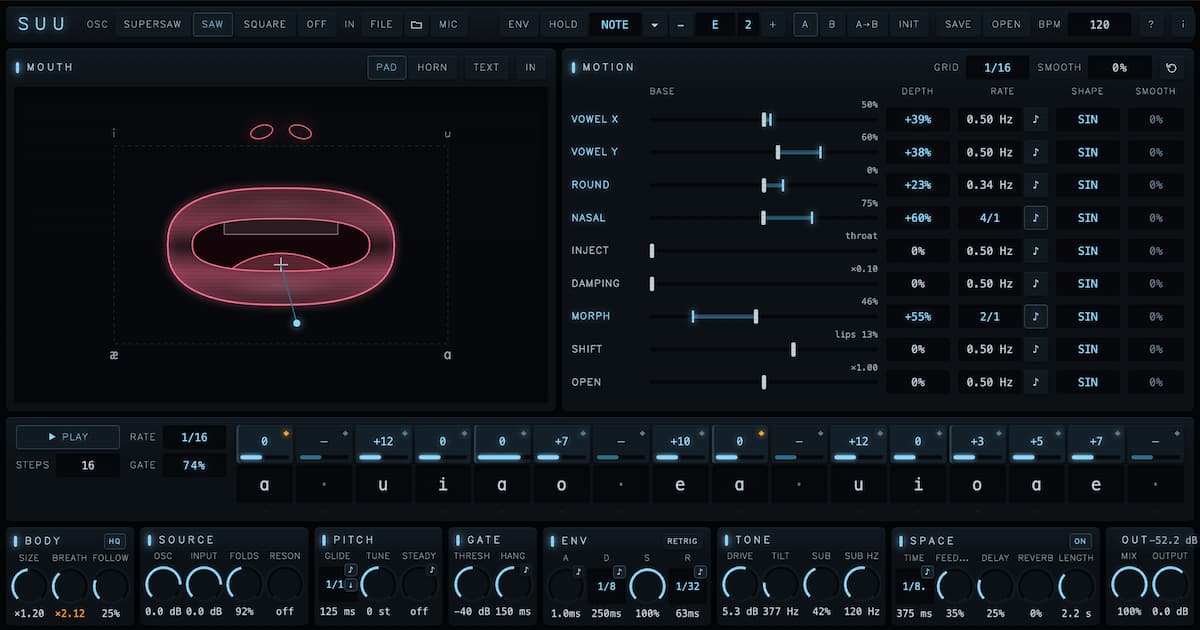 SUU OSC SUPERSAW SAW SQUARE OFF IN FILE MIC ENV HOLD NOTE – E 2 + A B A→B INIT SAVE OPEN BPM 120 ? i
MOUTH PAD HORN TEXT IN
i u
æ ɑ
MOTION GRID 1/16 SMOOTH 0%
BASE DEPTH RATE SHAPE SMOOTH
50%
VOWEL X +39% 0.50 Hz ♪ SIN 0%
60%
VOWEL Y +38% 0.50 Hz ♪ SIN 0%
0%
ROUND +23% 0.34 Hz ♪ SIN 0%
75%
NASAL +60% 4/1 ♪ SIN 0%
throat
INJECT 0% 0.50 Hz ♪ SIN 0%
×0.10
DAMPING 0% 0.50 Hz ♪ SIN 0%
46%
MORPH +55% 2/1 ♪ SIN 0%
lips 13%
SHIFT 0% 0.50 Hz ♪ SIN 0%
×1.00
OPEN 0% 0.50 Hz ♪ SIN 0%
PLAY RATE 1/16
STEPS 16 GATE 74%
0 — +12 0 0 +7 — +10 0 — +12 0 +3 +5 +7 —
ɑ · u i ɑ o · e ɑ · u i o ɑ e ·
BODY HQ
SIZE BREATH FOLLOW
×1.20 ×2.12 25%
SOURCE
OSC INPUT FOLDS RESON
0.0 dB 0.0 dB 92% off
PITCH
GLIDE ♪ TUNE STEADY ♪
1/1 ↓
125 ms 0 st off
GATE
THRESH HANG R
-40 dB 150 ms
ENV RETRIG
A ♪ D ♪ S R ♪
1/8 1/32
1.0ms 250ms 100% 63ms
TONE
DRIVE TILT SUB SUB HZ
5.3 dB 377 Hz 42% 120 Hz
SPACE ON
TIME ♪ FEED... DELAY REVERB LENGTH
1/8.
375 ms 35% 25% 0% 2.2 s
OUT -52.2 dB
MIX OUTPUT
100% 0.0 dB